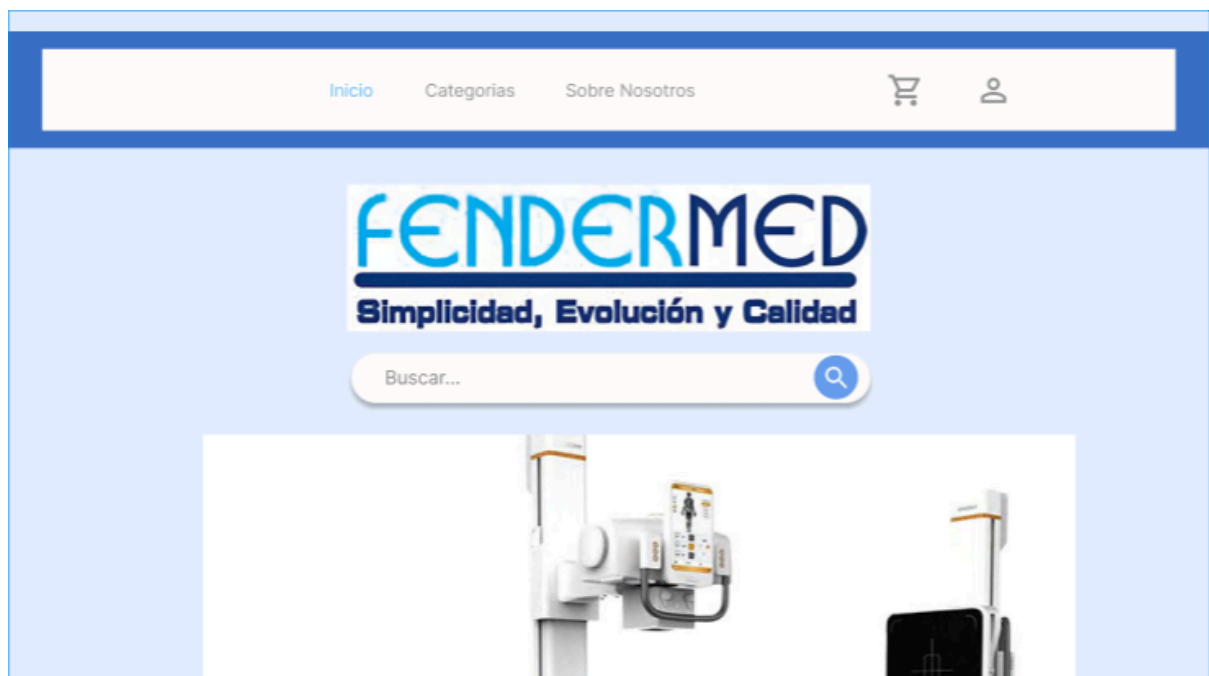 Inicio Categorias Sobre Nosotros
FENDERMED
Simplicidad, Evolución y Calidad
Buscar...